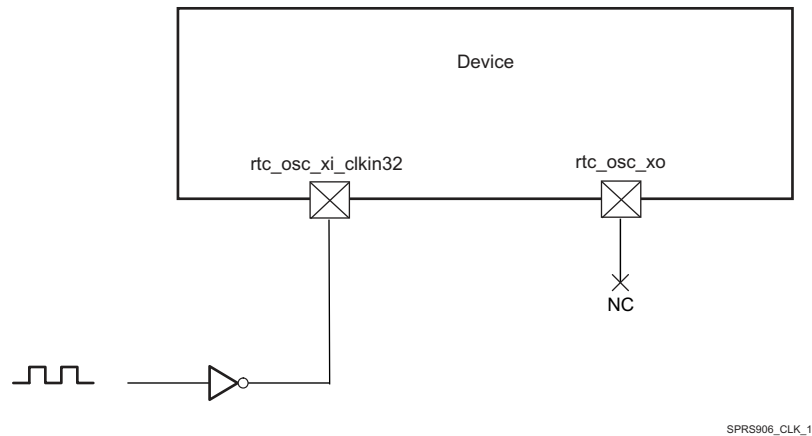 Device
rtc_osc_xi_clkin32
rtc_osc_xo
NC
SPRS906_CLK_1